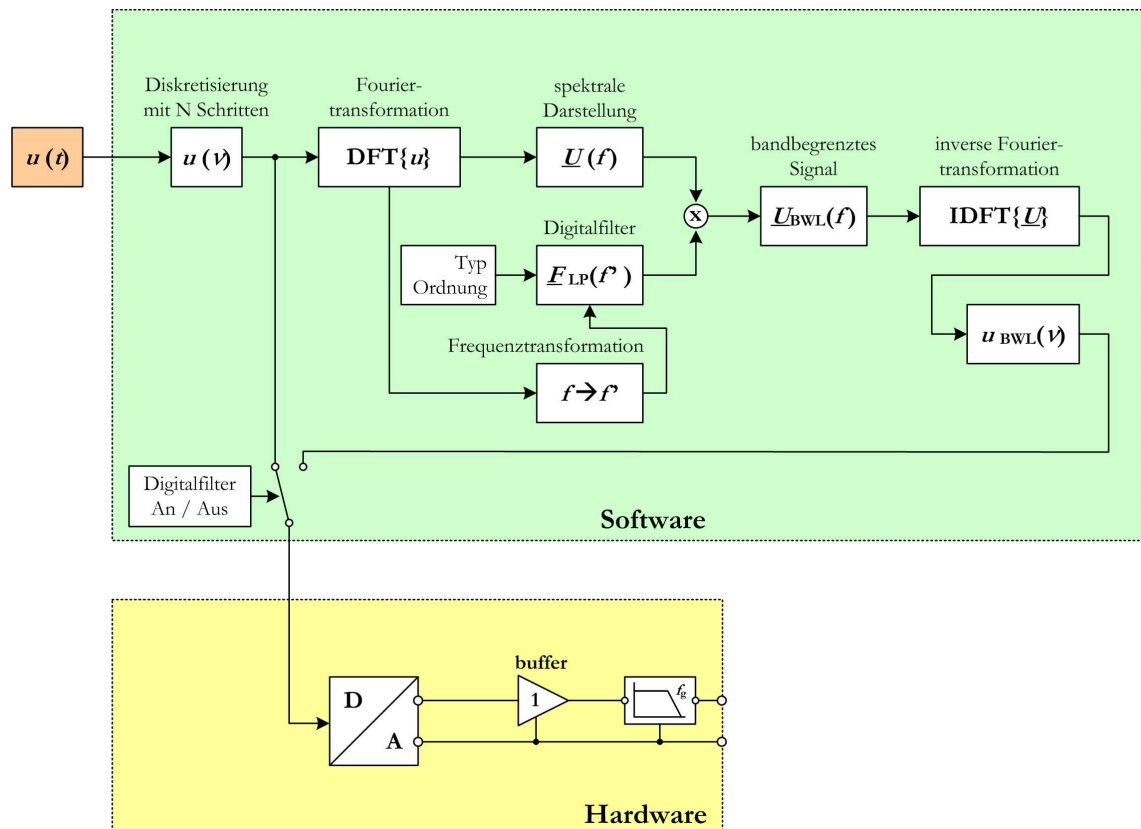 Diskretisierung
mit N Schritten
Fourier-
transformation
spektrale
Darstellung
u(t)
u(ν)
DFT{u}
U(f)
bandbegrenztes
Signal
inverse Fourier-
transformation
x
U BWL(f)
IDFT{U}
Digitalfilter
Typ
Ordnung
F LP(f')
u BWL(ν)
Frequenztransformation
f→f'
Digitalfilter
An / Aus
Software
buffer
D
A
1
fg
Hardware